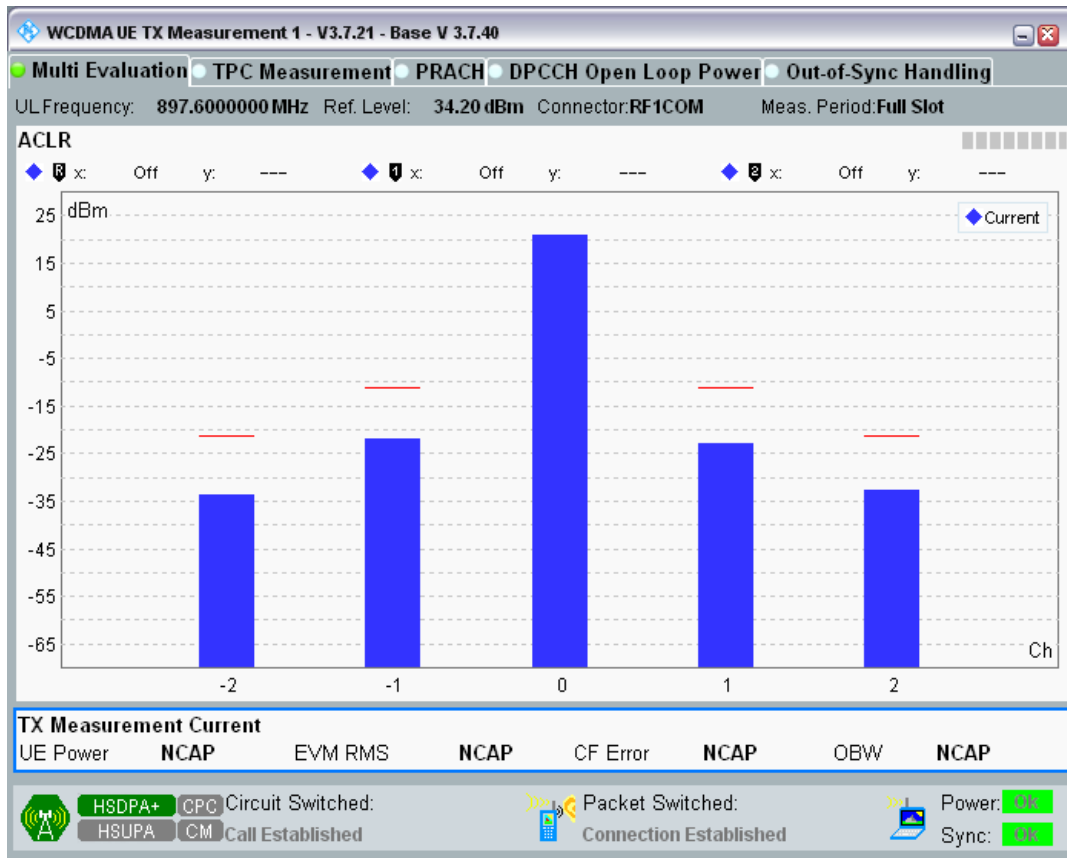 WCDMA UE TX Measurement 1 - V3.7.21 - Base V 3.7.40
Multi Evaluation TPC Measurement PRACH DPCCH Open Loop Power Out-of-Sync Handling
UL Frequency: 897.6000000 MHz Ref. Level: 34.20 dBm Connector:RF1COM Meas. Period:Full Slot
ACLR
R x: Off y: --- 1 x: Off y: --- 2 x: Off y: ---
dBm
Current
25
15
5
-5
-15
-25
-35
-45
-55
-65
Ch
-2 -1 0 1 2
TX Measurement Current
UE Power NCAP EVM RMS NCAP CF Error NCAP OBW NCAP
HSDPA+ CPC Circuit Switched: Packet Switched: Power: Ok
HSUPA CM Call Established Connection Established Sync: Ok